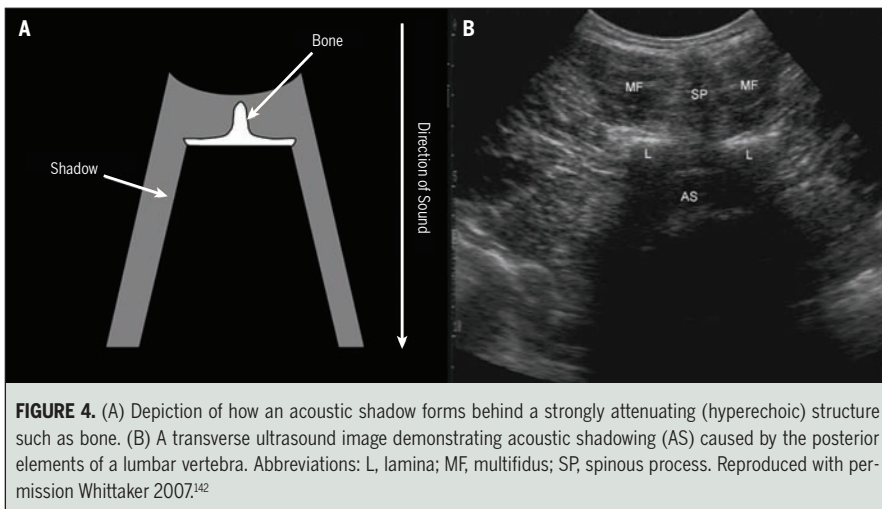 A
Bone
Shadow
Direction of Sound
B
MF
SP
MF
L
L
AS
FIGURE 4. (A) Depiction of how an acoustic shadow forms behind a strongly attenuating (hyperechoic) structure
such as bone. (B) A transverse ultrasound image demonstrating acoustic shadowing (AS) caused by the posterior
elements of a lumbar vertebra. Abbreviations: L, lamina; MF, multifidus; SP, spinous process. Reproduced with per-
mission Whittaker 2007.¹⁴²